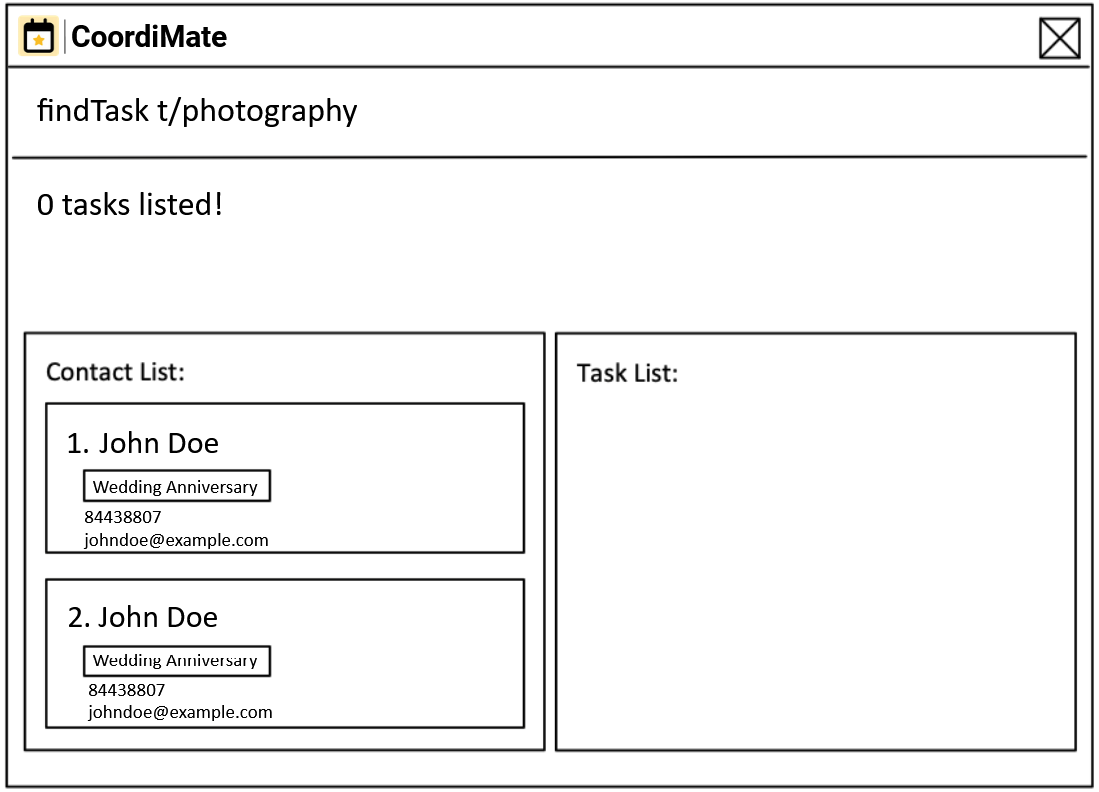 CoordiMate
findTask t/photography
0 tasks listed!
Contact List:
1. John Doe
Wedding Anniversary
84438807
johndoe@example.com
2. John Doe
Wedding Anniversary
84438807
johndoe@example.com
Task List: